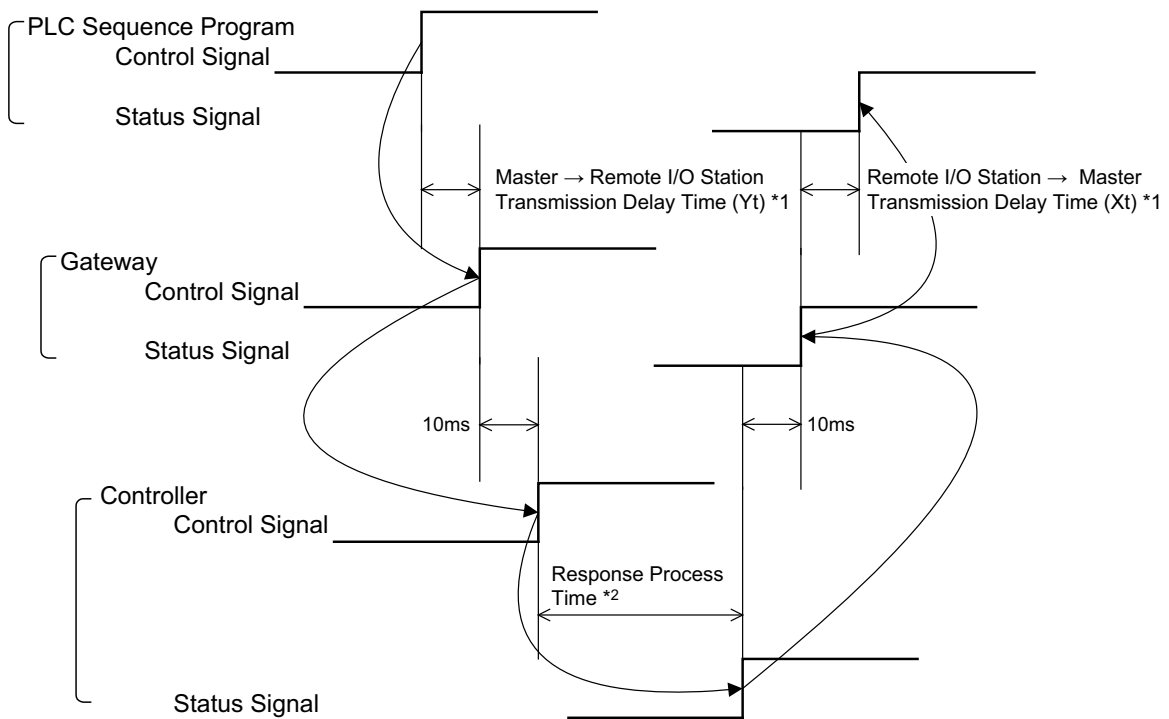 PLC Sequence Program
Control Signal
Status Signal
Master → Remote I/O Station
Transmission Delay Time (Yt) *1
Remote I/O Station → Master
Transmission Delay Time (Xt) *1
Gateway
Control Signal
Status Signal
10ms
10ms
Controller
Control Signal
Response Process
Time *2
Status Signal